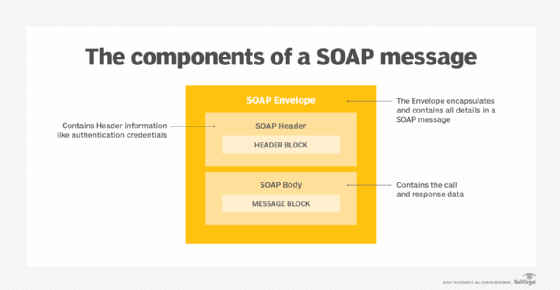 The components of a SOAP message
SOAP Envelope
The Envelope encapsulates
and contains all details in a
SOAP message
Contains Header information
like authentication credentials
SOAP Header
HEADER BLOCK
SOAP Body
MESSAGE BLOCK
Contains the call
and response data
TechTarget